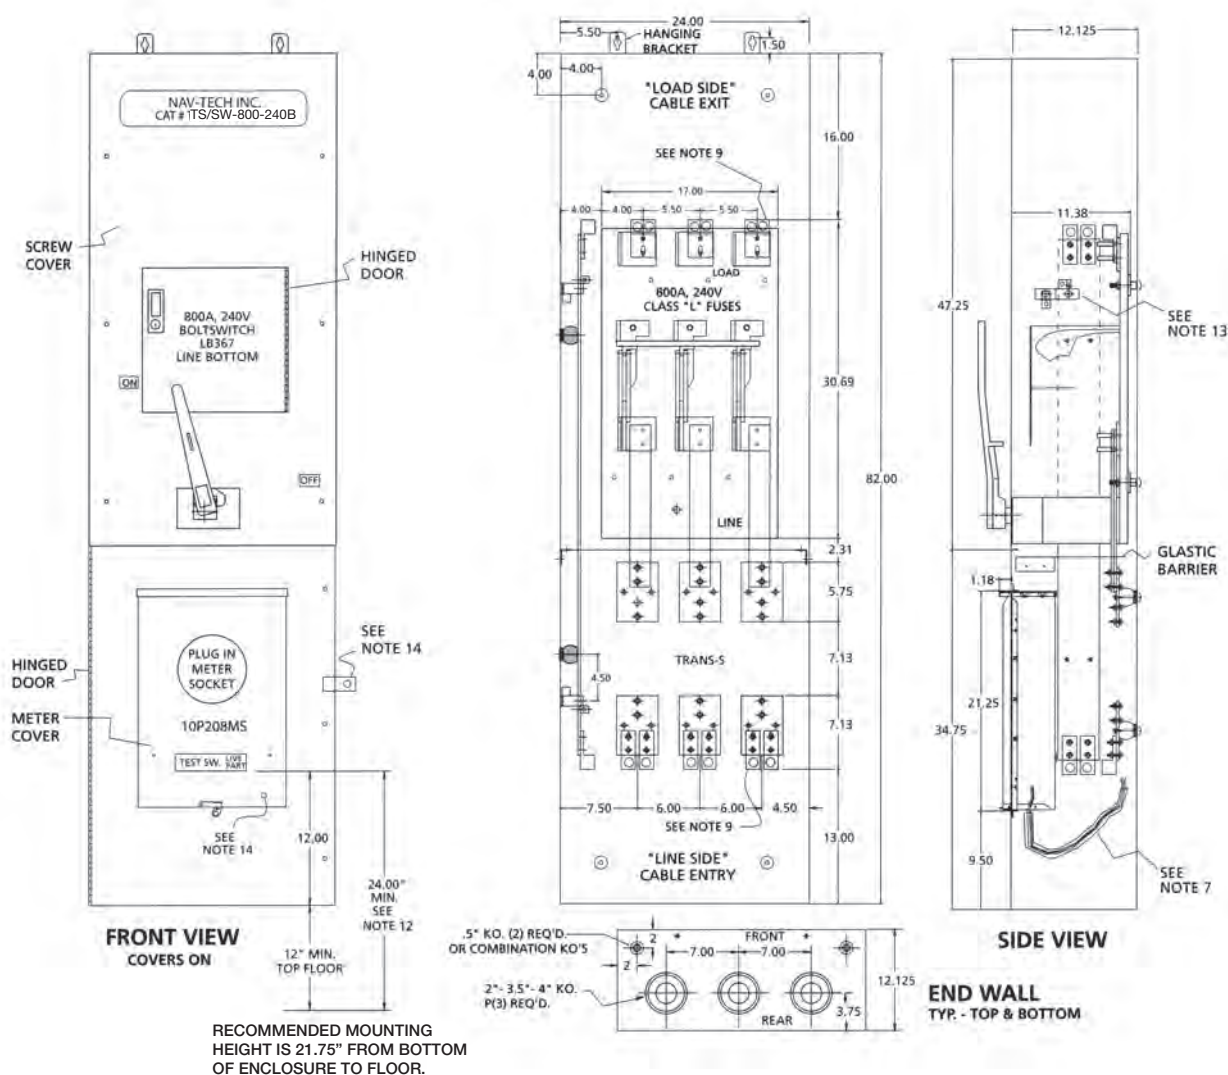 NAV-TECH INC.
CAT # 1TS/SW-800-240B
SCREW
COVER
HINGED
DOOR
800A, 240V
BOLTSWITCH
LB367
LINE BOTTOM
ON
OFF
HINGED
DOOR
METER
COVER
PLUG IN
METER
SOCKET
10P208MS
TEST SW.
LIVE
PART
SEE
NOTE 14
SEE
NOTE 14
12.00
24.00"
MIN.
SEE
NOTE 12
12" MIN.
TOP FLOOR
FRONT VIEW
COVERS ON
RECOMMENDED MOUNTING
HEIGHT IS 21.75" FROM BOTTOM
OF ENCLOSURE TO FLOOR.
24.00
5.50
HANGING
BRACKET
1.50
4.00
4.00
"LOAD SIDE"
CABLE EXIT
16.00
SEE NOTE 9
17.00
4.00
4.00
5.50
5.50
LOAD
800A, 240V
CLASS "L" FUSES
30.69
82.00
LINE
2.31
5.75
TRANS-S
7.13
4.50
7.13
7.50
6.00
6.00
4.50
SEE NOTE 9
13.00
"LINE SIDE"
CABLE ENTRY
.5" KO. (2) REQ'D.
OR COMBINATION KO'S
2
2
FRONT
7.00
7.00
2"- 3.5"- 4" KO.
P(3) REQ'D.
REAR
3.75
12.125
END WALL
TYP. - TOP & BOTTOM
12.125
11.38
47.25
SEE
NOTE 13
GLASTIC
BARRIER
1.18
21.25
34.75
9.50
SEE
NOTE 7
SIDE VIEW